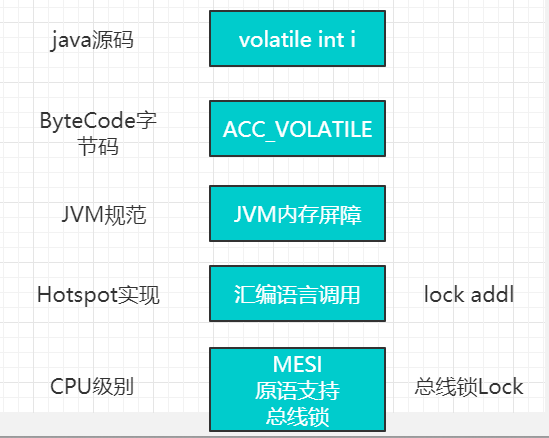 java源码 volatile int i
ByteCode字节码 ACC_VOLATILE
JVM规范 JVM内存屏障
Hotspot实现 汇编语言调用 lock addl
CPU级别 MESI
原语支持
总线锁
总线锁Lock